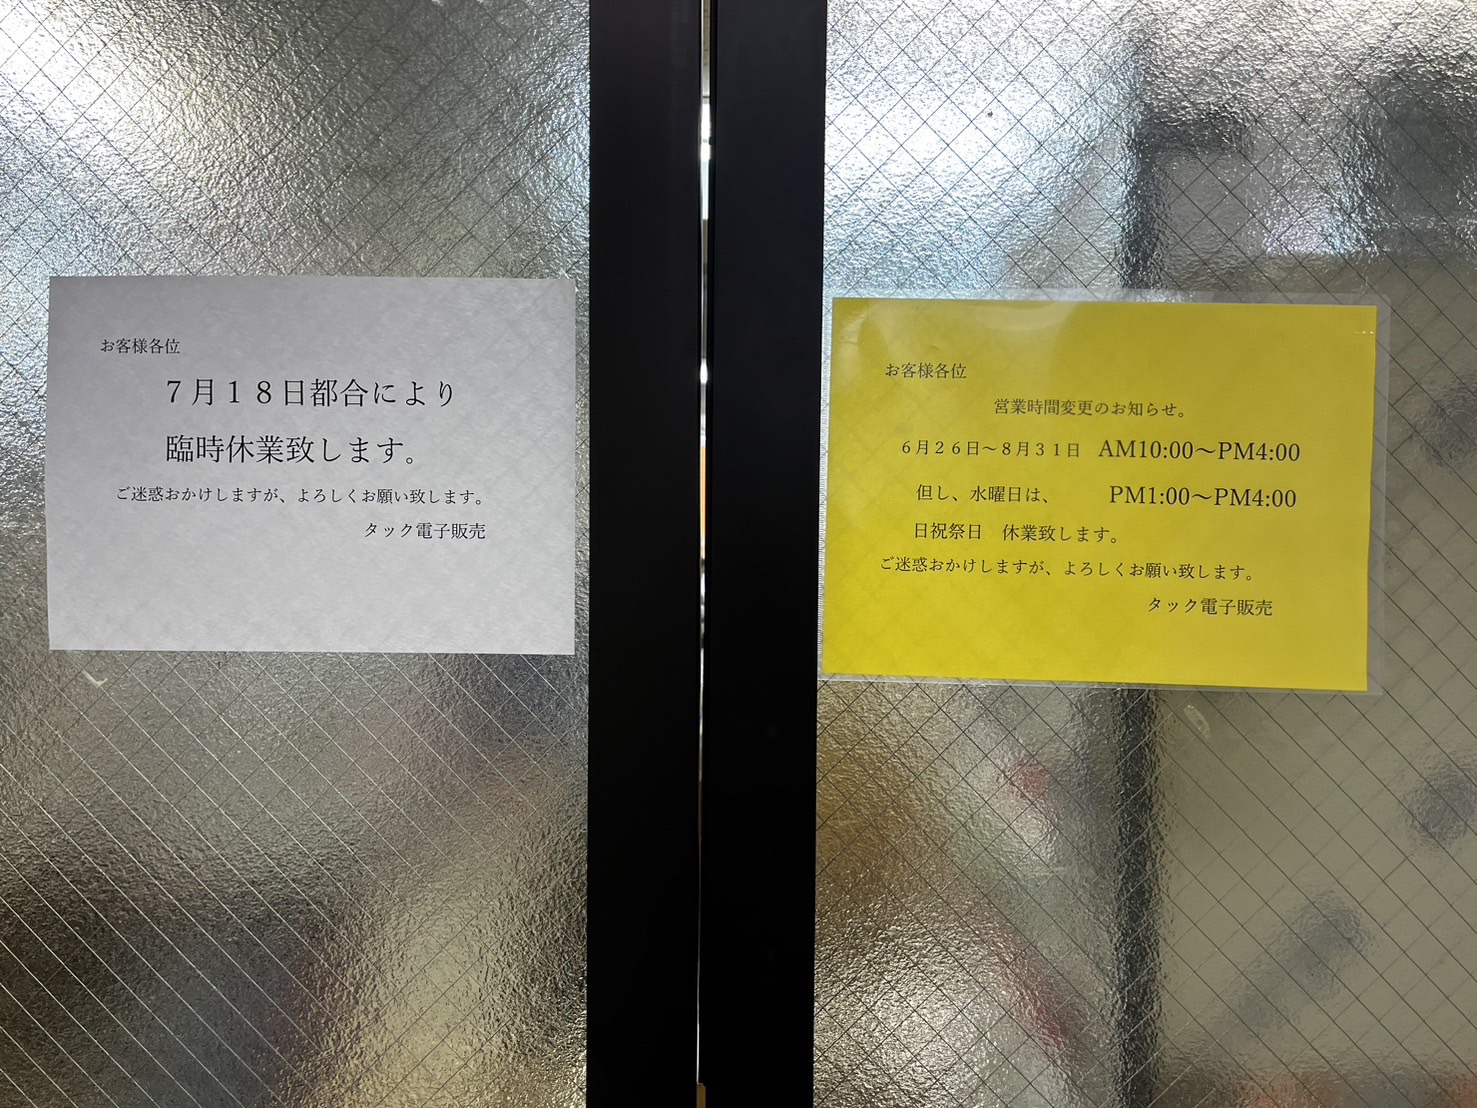 お客様各位
７月１８日都合により
臨時休業致します。
ご迷惑おかけしますが、よろしくお願い致します。
タック電子販売
お客様各位
営業時間変更のお知らせ。
６月２６日～８月３１日 AM10:00～PM4:00
但し、水曜日は、 PM1:00～PM4:00
日祝祭日 休業致します。
ご迷惑おかけしますが、よろしくお願い致します。
タック電子販売